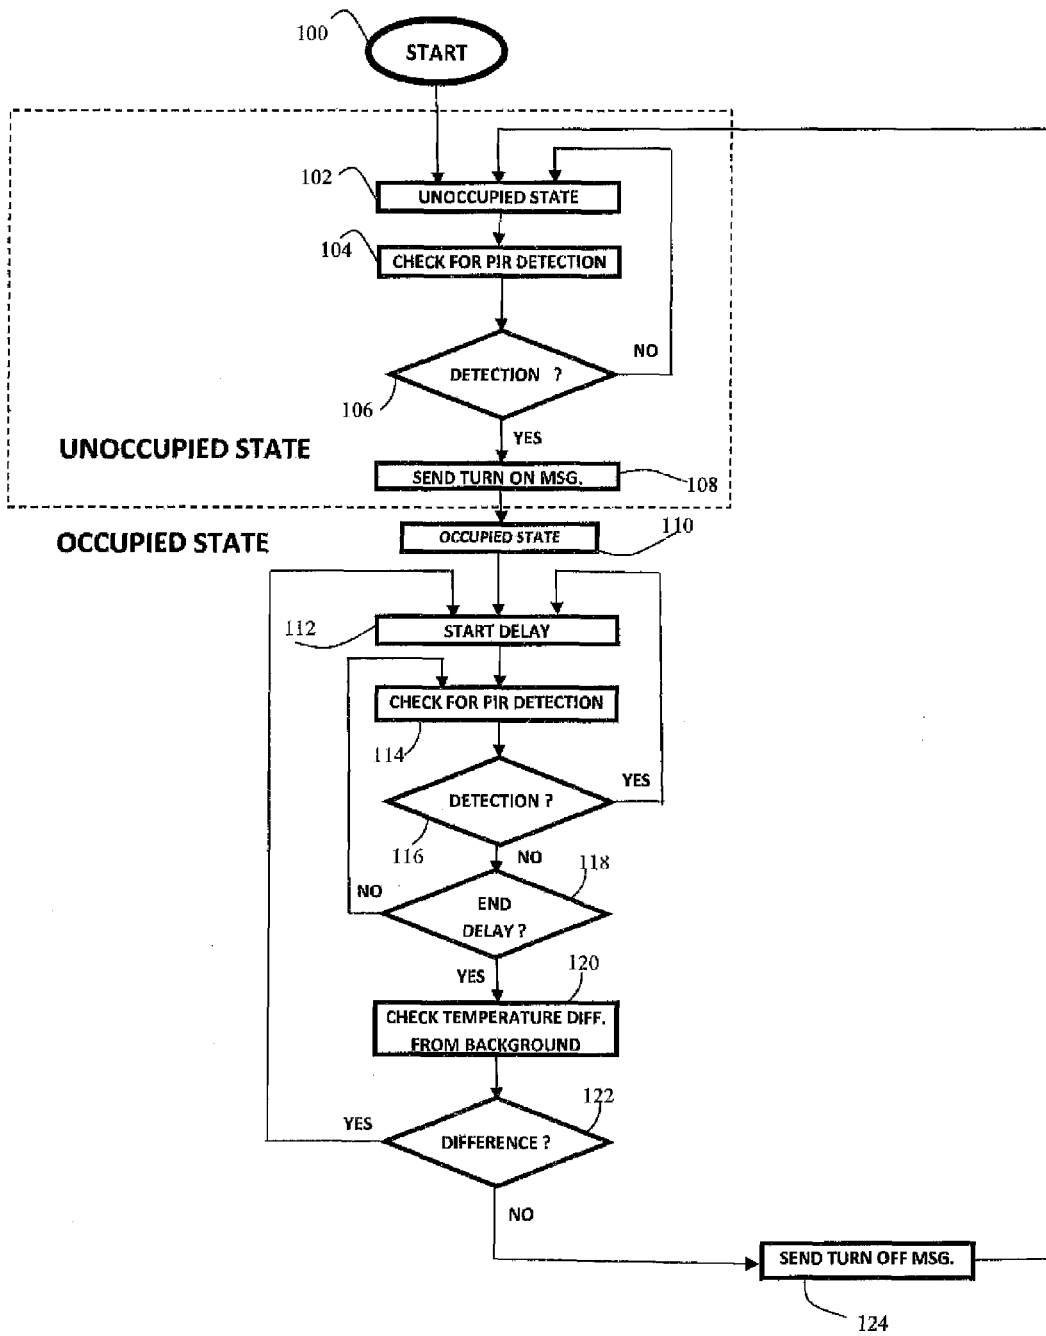 100
START
102
UNOCCUPIED STATE
104
CHECK FOR PIR DETECTION
NO
DETECTION ?
106
YES
UNOCCUPIED STATE
SEND TURN ON MSG.
108
110
OCCUPIED STATE
OCCUPIED STATE
112
START DELAY
CHECK FOR PIR DETECTION
114
YES
DETECTION ?
116
NO
118
NO
END
DELAY ?
YES
120
CHECK TEMPERATURE DIFF.
FROM BACKGROUND
122
YES
DIFFERENCE ?
NO
SEND TURN OFF MSG.
124